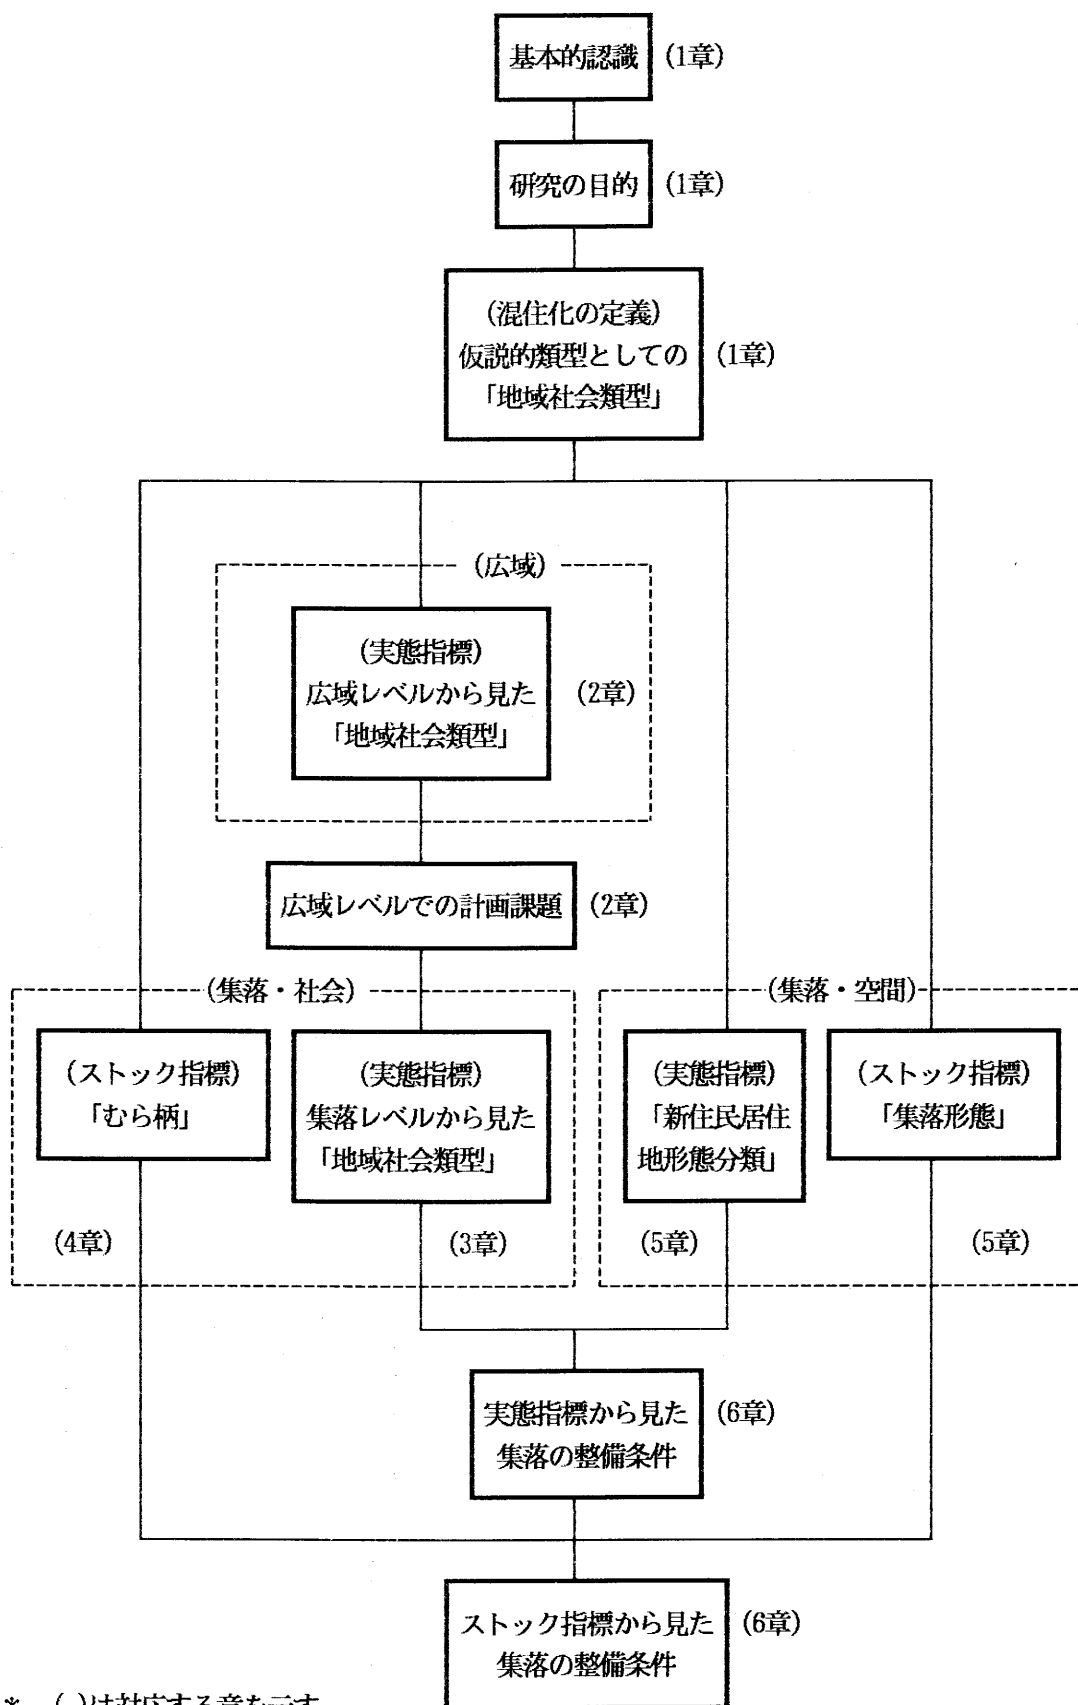 基本的認識 (1章)
研究の目的 (1章)
(混住化の定義)
仮説的類型としての (1章)
「地域社会類型」
(広域)
(実態指標)
広域レベルから見た (2章)
「地域社会類型」
広域レベルでの計画課題 (2章)
(集落・社会)
(集落・空間)
(ストック指標)
「むら柄」
(実態指標)
集落レベルから見た
「地域社会類型」
(実態指標)
「新住民居住
地形態分類」
(ストック指標)
「集落形態」
(4章)
(3章)
(5章)
(5章)
実態指標から見た (6章)
集落の整備条件
ストック指標から見た (6章)
集落の整備条件
* ( )は対応する章を示す